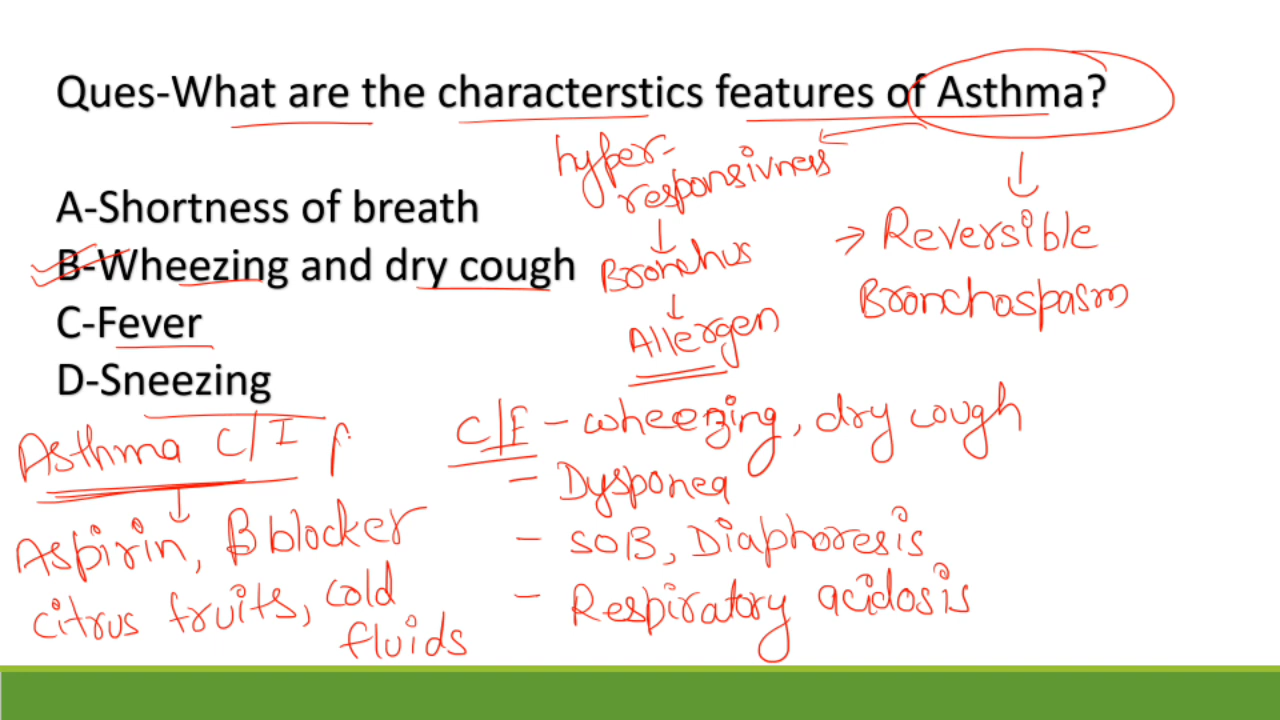 Ques-What are the characterstics features of Asthma?
A-Shortness of breath
B-Wheezing and dry cough
C-Fever
D-Sneezing
hyper-
responsivness
Bronchus
Allergen
→ Reversible
Bronchospasm
Asthma C/I
Aspirin, B blocker
citrus fruits, cold
fluids
C/F - wheezing, dry cough
- Dysponea
- SOB, Diaphoresis
- Respiratory acidosis